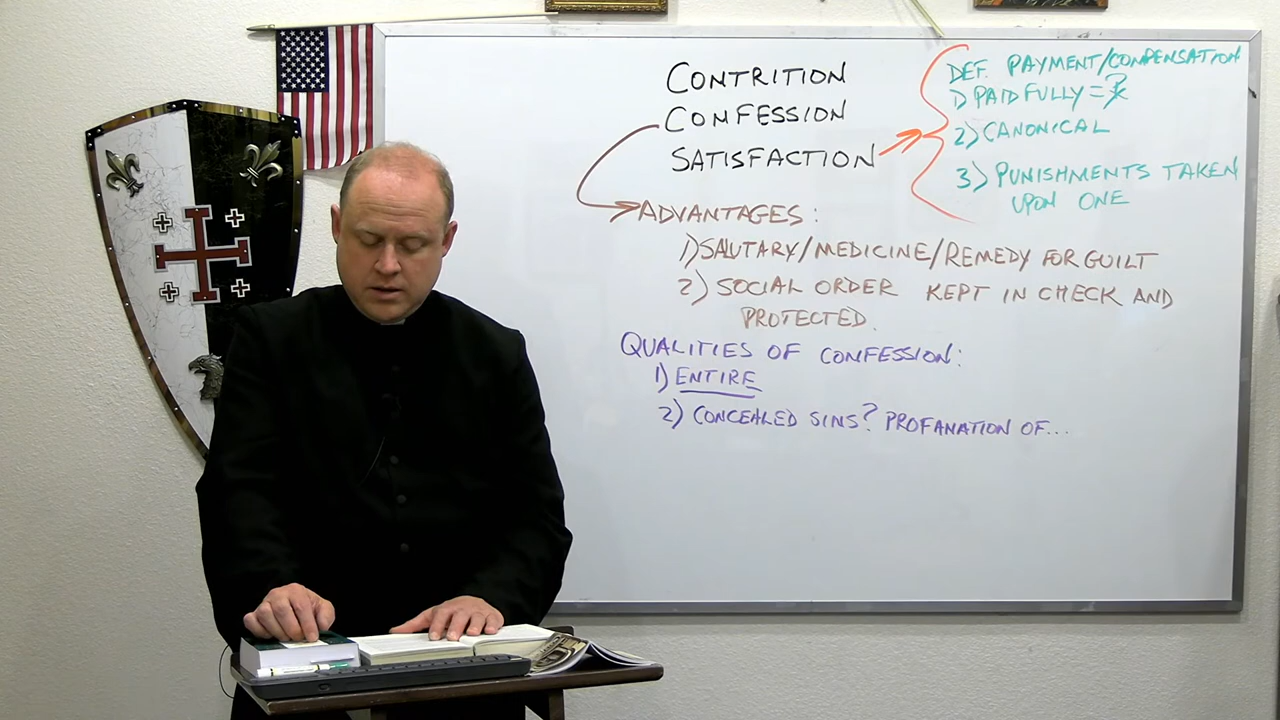 CONTRITION
CONFESSION
SATISFACTION
DEF. PAYMENT/COMPENSATION
1) PAID FULLY = ☧
2) CANONICAL
3) PUNISHMENTS TAKEN
UPON ONE
ADVANTAGES:
1) SALUTARY/MEDICINE/REMEDY FOR GUILT
2) SOCIAL ORDER KEPT IN CHECK AND
PROTECTED.
QUALITIES OF CONFESSION:
1) ENTIRE
2) CONCEALED SINS? PROFANATION OF...